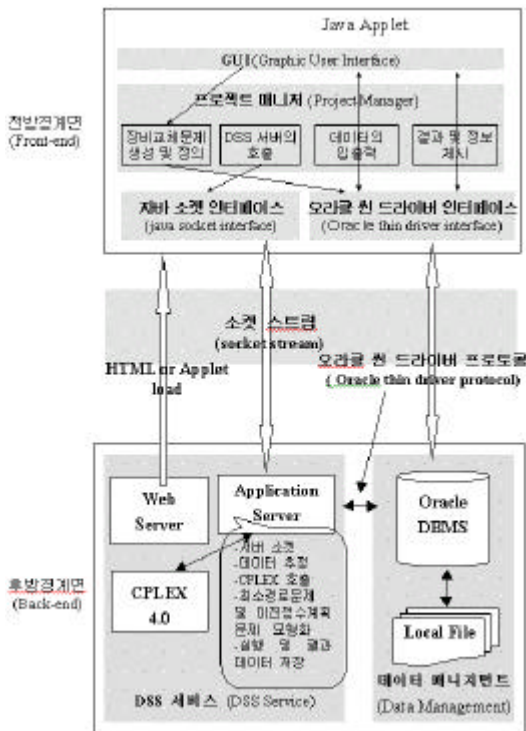 Java Applet
GUI(Graphic User Interface)
프로젝트 매니저 (Project Manager)
전방경계면
(Front-end)
장비교체문제
생성 및 정의
DSS 서버의
호출
데이터의
입출력
결과 및 정보
제시
자바 소켓 인터페이스
(java socket interface)
오라클 씬 드라이버 인터페이스
(Oracle thin driver interface)
소켓 스트림
(socket stream)
HTML or Applet
load
오라클 씬 드라이버 프로토콜
( Oracle thin driver protocol)
후방경계면
(Back-end)
Web
Server
Application
Server
Oracle
DBMS
CPLEX
4.0
-자바 소켓
-데이터 추정
-CPLEX 호출
-최소경로문제
및 이진정수계획
문제 모형화
-실행 및 결과
데이터 저장
Local File
DSS 서비스 (DSS Service)
데이터 매니지먼트
(Data Management)